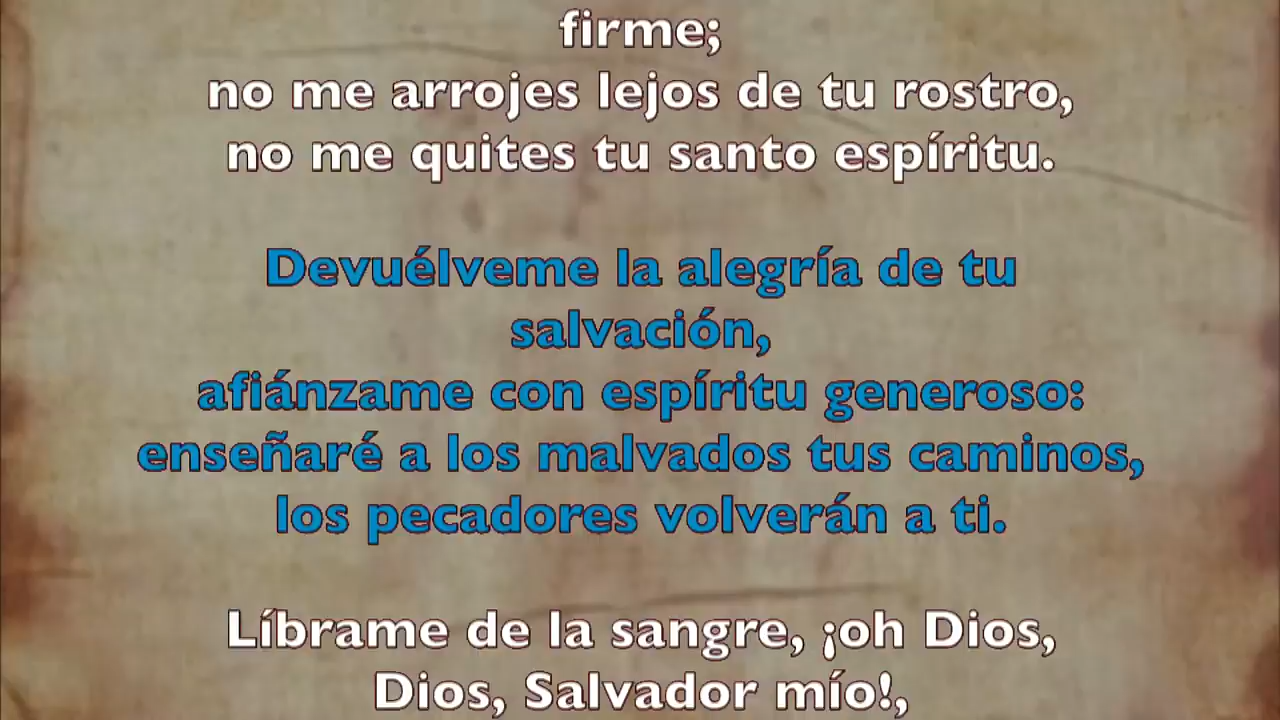 firme;
no me arrojes lejos de tu rostro,
no me quites tu santo espíritu.
Devuélveme la alegría de tu
salvación,
afiánzame con espíritu generoso:
enseñaré a los malvados tus caminos,
los pecadores volverán a ti.
Líbrame de la sangre, ¡oh Dios,
Dios, Salvador mío!,